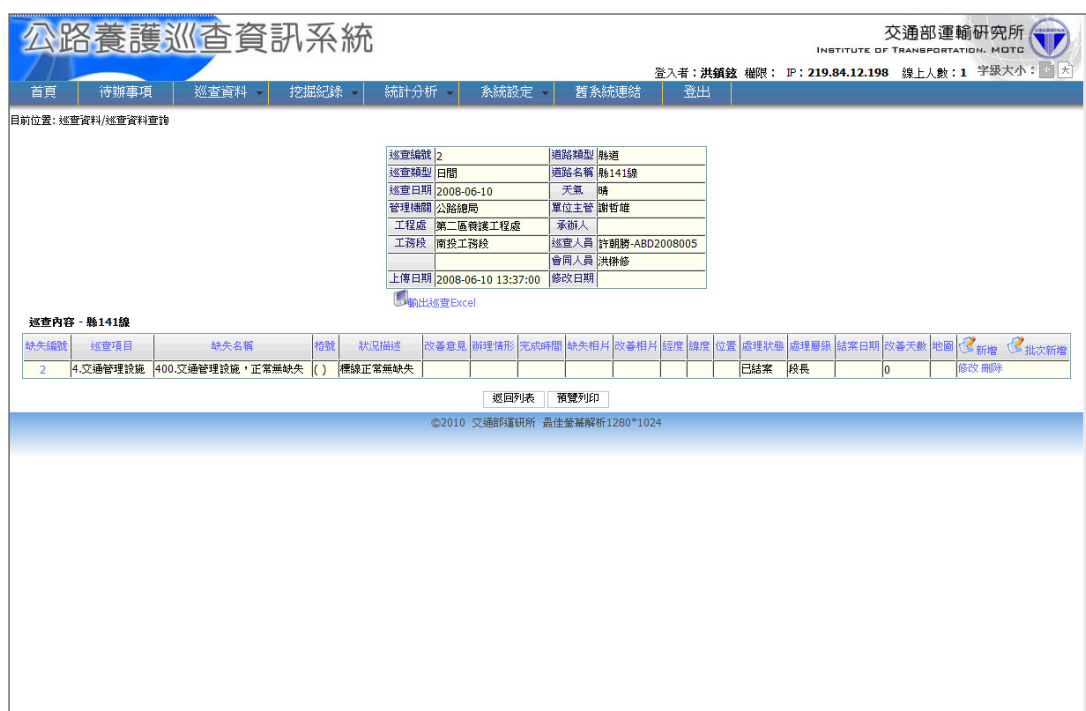 公路養護巡查資訊系統
交通部運輸研究所
INSTITUTE OF TRANSPORTATION. MOTC
登入者：洪鎮鉉 權限： IP：219.84.12.198 線上人數：1 字級大小：小 大
首頁 待辦事項 巡查資料 挖掘紀錄 統計分析 系統設定 舊系統連結 登出
目前位置: 巡查資料/巡查資料查詢
巡查編號 2 道路類型 縣道
巡查類型 日間 道路名稱 縣141線
巡查日期 2008-06-10 天氣 晴
管理機關 公路總局 單位主管 謝哲雄
工程處 第二區養護工程處 承辦人
工務段 南投工務段 巡查人員 許朝勝-ABD2008005
會同人員 洪楙修
上傳日期 2008-06-10 13:37:00 修改日期
輸出巡查Excel
巡查內容 - 縣141線
缺失編號 巡查項目 缺失名稱 樁號 狀況描述 改善意見 辦理情形 完成時間 缺失相片 改善相片 經度 緯度 位置 處理狀態 處理層級 結案日期 改善天數 地圖 新增 批次新增
2 4.交通管理設施 400.交通管理設施，正常無缺失 ( ) 標線正常無缺失 已結案 段長 0 修改 刪除
返回列表 預覽列印
©2010 交通部運研所 最佳螢幕解析1280*1024